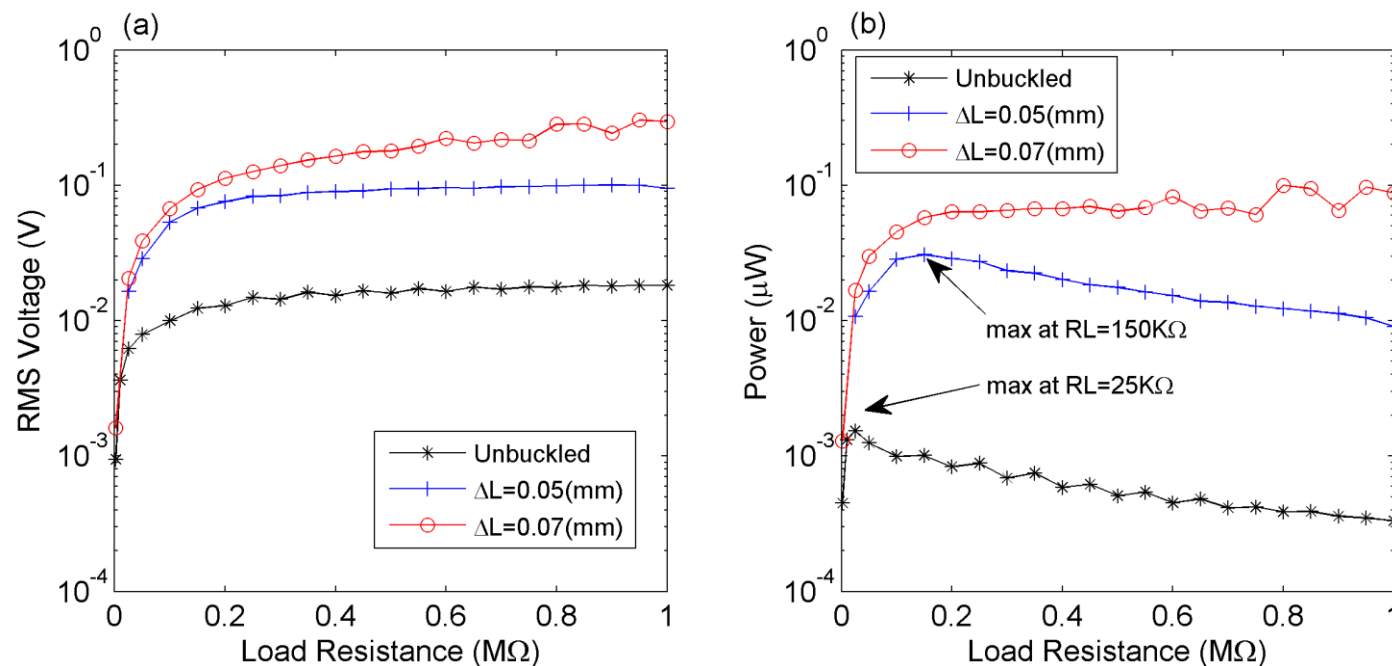 (a)
10^0
10^-1
10^-2
10^-3
10^-4
RMS Voltage (V)
Unbuckled
ΔL=0.05(mm)
ΔL=0.07(mm)
0 0.2 0.4 0.6 0.8 1
Load Resistance (MΩ)
(b)
10^0
10^-1
10^-2
10^-3
10^-4
Power (μW)
Unbuckled
ΔL=0.05(mm)
ΔL=0.07(mm)
max at RL=150KΩ
max at RL=25KΩ
0 0.2 0.4 0.6 0.8 1
Load Resistance (MΩ)